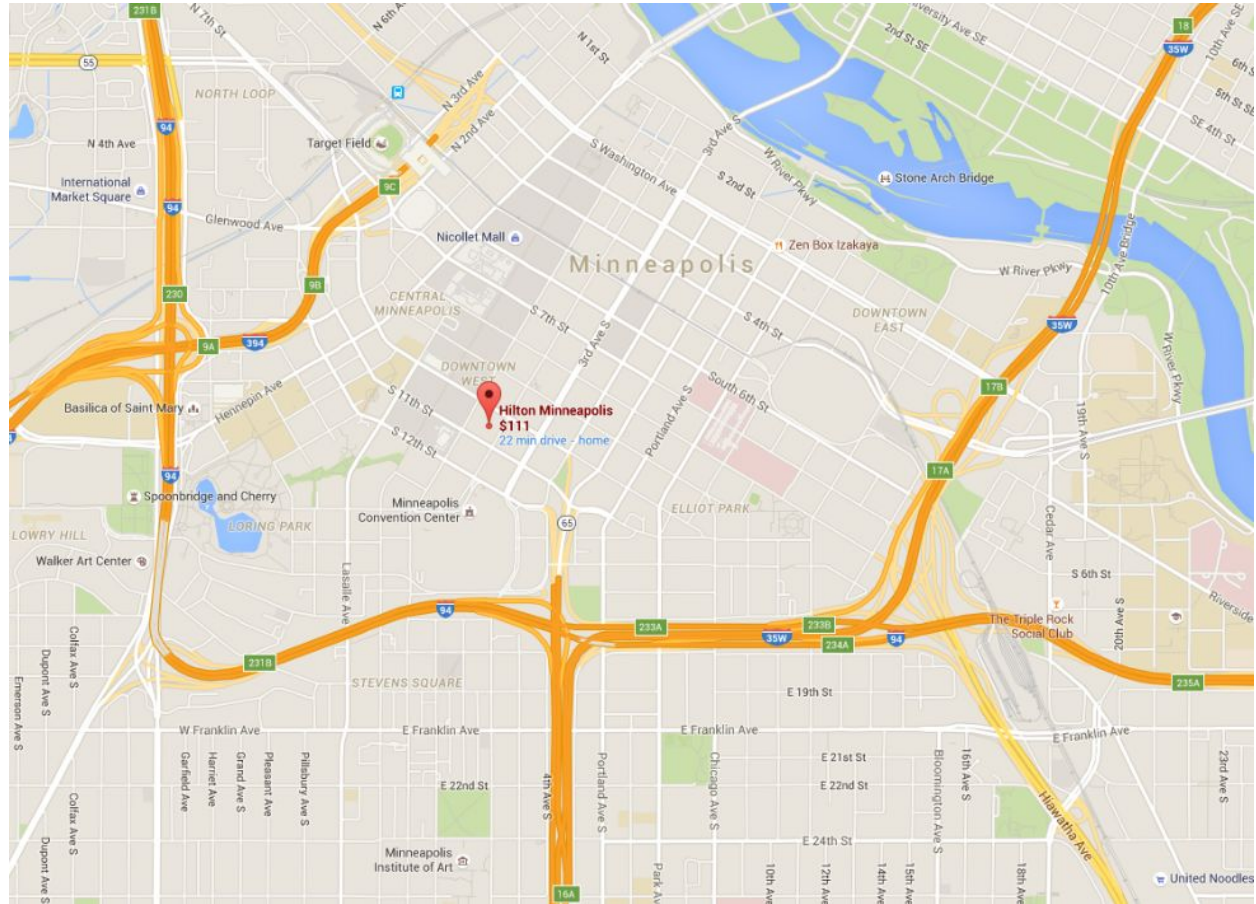 231B
N 7th St
N 6th Ave
55
94
NORTH LOOP
N 3rd Ave
N 2nd Ave
N 1st St
University Ave SE
2nd St SE
18
35W
10th Ave SE
6th St
5th St SE
SE 4th St
N 4th Ave
Target Field
International
Market Square
94
9C
Glenwood Ave
S Washington Ave
3rd Ave S
S 2nd St
W River Pkwy
Stone Arch Bridge
Nicollet Mall
Zen Box Izakaya
Minneapolis
W River Pkwy
10th Ave Bridge
230
9B
CENTRAL
MINNEAPOLIS
S 7th St
S 4th St
DOWNTOWN
EAST
35W
9A
394
3rd Ave S
W River Pkwy
DOWNTOWN
WEST
South 6th St
17B
Basilica of Saint Mary
Hennepin Ave
S 11th St
S 12th St
Hilton Minneapolis
$111
22 min drive - home
Portland Ave S
19th Ave S
94
17A
Spoonbridge and Cherry
LORING PARK
Minneapolis
Convention Center
65
ELLIOT PARK
Cedar Ave
LOWRY HILL
Walker Art Center
Lasalle Ave
S 6th St
Riverside
94
The Triple Rock
Social Club
20th Ave S
233A
35W
233B
234A
94
231B
235A
Colfax Ave S
Dupont Ave S
Emerson Ave S
STEVENS SQUARE
E 19th St
W Franklin Ave
E Franklin Ave
E Franklin Ave
E Franklin Ave
Garfield Ave
Harriet Ave
Grand Ave S
Pleasant Ave
Pillsbury Ave S
E 22nd St
4th Ave S
Portland Ave S
Chicago Ave S
E 21st St
E 22nd St
Bloomington Ave S
16th Ave S
23rd Ave S
Hiawatha Ave
Colfax Ave S
Dupont Ave S
Minneapolis
Institute of Art
E 24th St
16A
Park Ave
10th Ave S
12th Ave S
14th Ave S
15th Ave S
18th Ave S
United Noodles